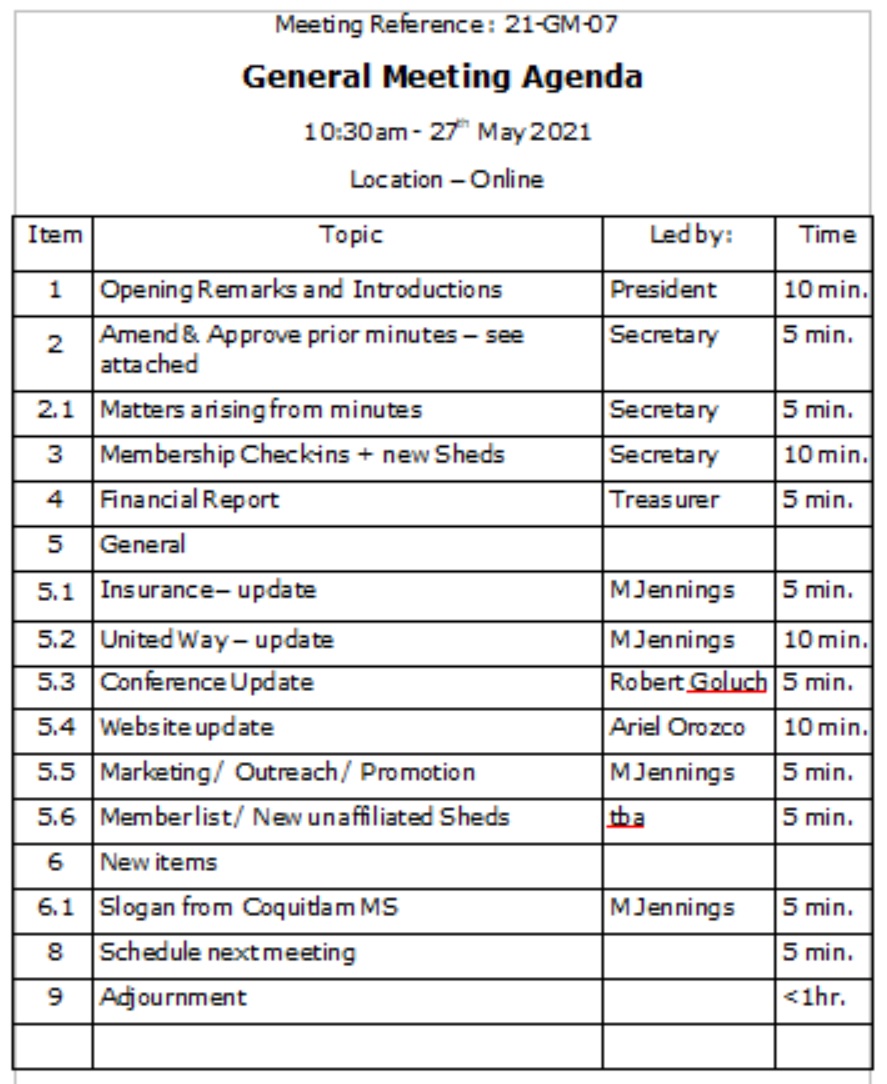 Meeting Reference: 21-GM-07
General Meeting Agenda
10:30am - 27th May 2021
Location – Online
Item Topic Led by: Time
1 Opening Remarks and Introductions President 10 min.
2 Amend & Approve prior minutes – see attached Secretary 5 min.
2.1 Matters arising from minutes Secretary 5 min.
3 Membership Check-ins + new Sheds Secretary 10 min.
4 Financial Report Treasurer 5 min.
5 General
5.1 Insurance – update M Jennings 5 min.
5.2 United Way – update M Jennings 10 min.
5.3 Conference Update Robert Goluch 5 min.
5.4 Website update Ariel Orozco 10 min.
5.5 Marketing/ Outreach/ Promotion M Jennings 5 min.
5.6 Member list/ New unaffiliated Sheds tba 5 min.
6 New items
6.1 Slogan from Coquitlam MS M Jennings 5 min.
8 Schedule next meeting 5 min.
9 Adjournment <1hr.